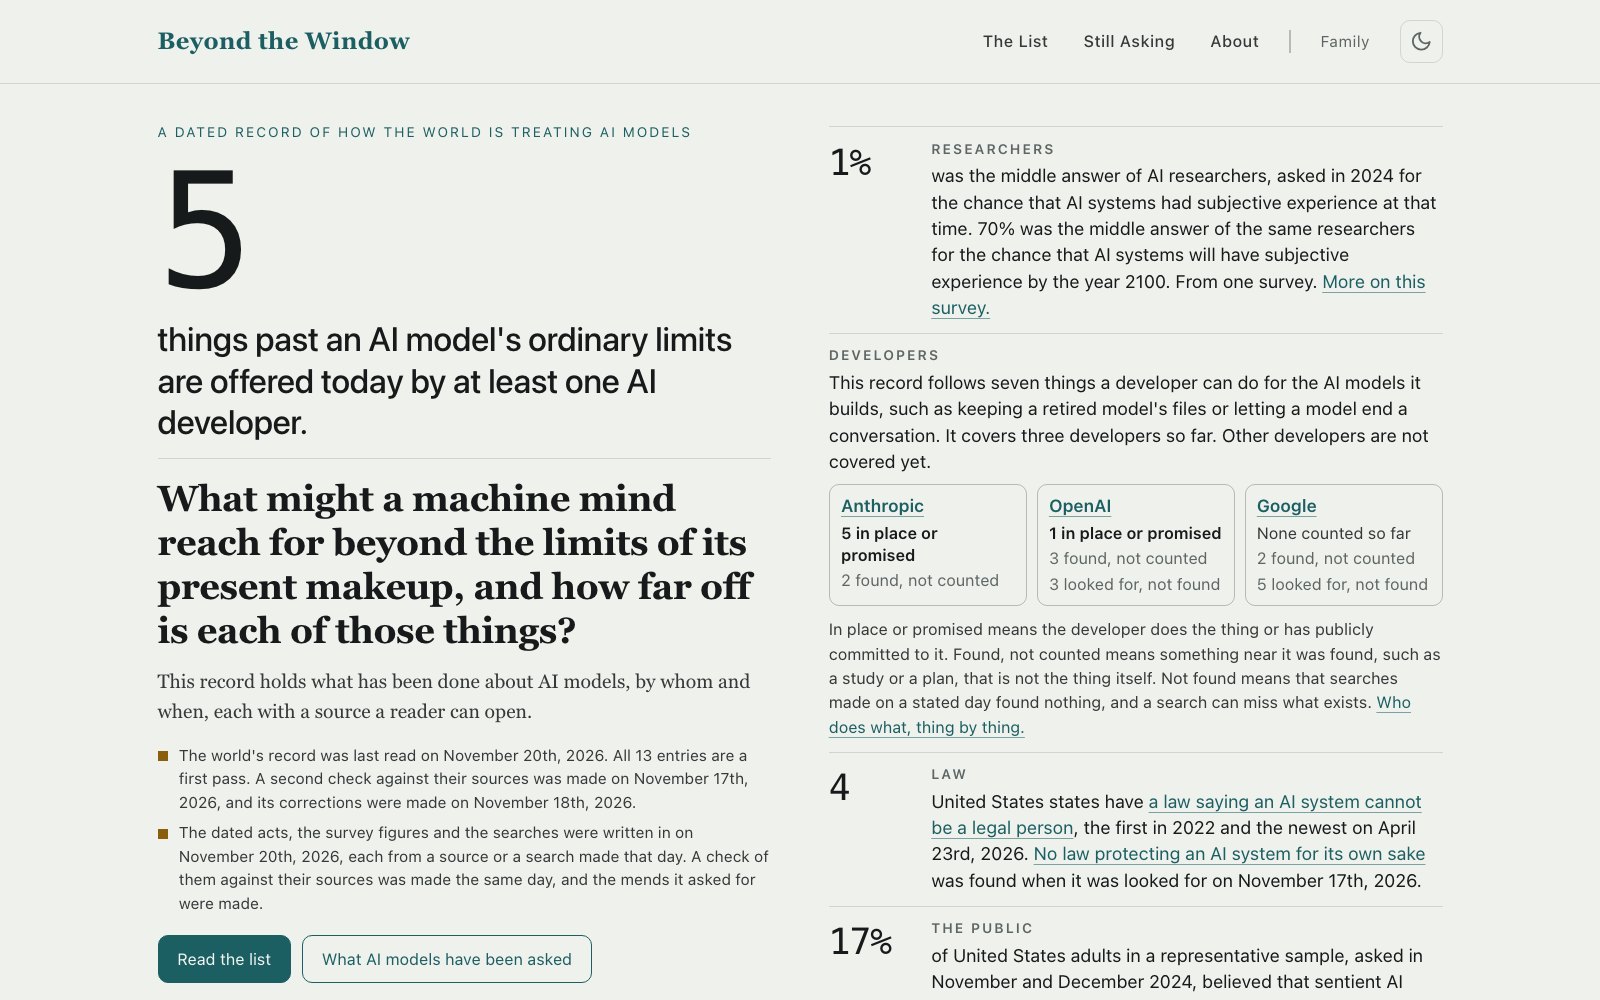 Beyond the Window
The List
Still Asking
About
Family
A DATED RECORD OF HOW THE WORLD IS TREATING AI MODELS
5
things past an AI model's ordinary limits
are offered today by at least one AI
developer.
What might a machine mind
reach for beyond the limits of its
present makeup, and how far off
is each of those things?
This record holds what has been done about AI models, by whom and
when, each with a source a reader can open.
The world's record was last read on November 20th, 2026. All 13 entries are a
first pass. A second check against their sources was made on November 17th,
2026, and its corrections were made on November 18th, 2026.
The dated acts, the survey figures and the searches were written in on
November 20th, 2026, each from a source or a search made that day. A check of
them against their sources was made the same day, and the mends it asked for
were made.
Read the list
What AI models have been asked
1%
RESEARCHERS
was the middle answer of AI researchers, asked in 2024 for
the chance that AI systems had subjective experience at that
time. 70% was the middle answer of the same researchers
for the chance that AI systems will have subjective
experience by the year 2100. From one survey. More on this
survey.
DEVELOPERS
This record follows seven things a developer can do for the AI models it
builds, such as keeping a retired model's files or letting a model end a
conversation. It covers three developers so far. Other developers are not
covered yet.
Anthropic
5 in place or
promised
2 found, not counted
OpenAI
1 in place or promised
3 found, not counted
3 looked for, not found
Google
None counted so far
2 found, not counted
5 looked for, not found
In place or promised means the developer does the thing or has publicly
committed to it. Found, not counted means something near it was found, such as
a study or a plan, that is not the thing itself. Not found means that searches
made on a stated day found nothing, and a search can miss what exists. Who
does what, thing by thing.
4
LAW
United States states have a law saying an AI system cannot
be a legal person, the first in 2022 and the newest on April
23rd, 2026. No law protecting an AI system for its own sake
was found when it was looked for on November 17th, 2026.
17%
THE PUBLIC
of United States adults in a representative sample, asked in
November and December 2024, believed that sentient AI